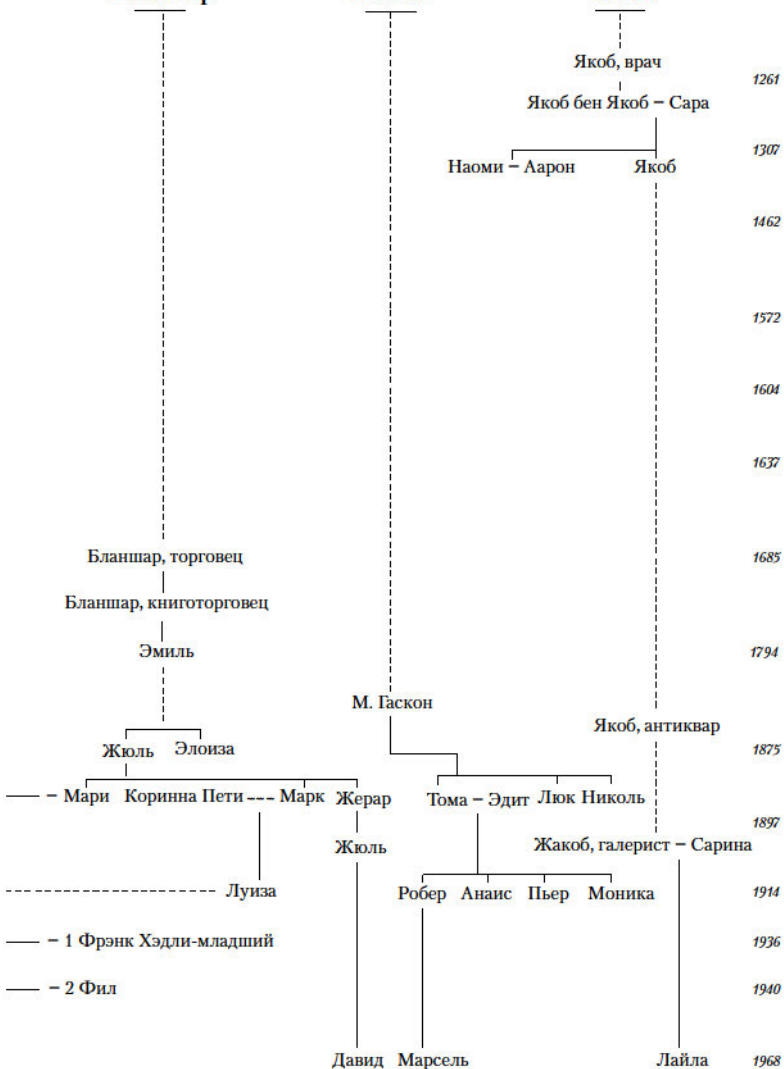 Якоб, врач
1261
Якоб бен Якоб – Сара
1307
Наоми – Аарон Якоб
1462
1572
1604
1637
Бланшар, торговец
1685
Бланшар, книготорговец
Эмиль
1794
М. Гаскон
Якоб, антиквар
Жюль Элоиза
1875
– Мари Коринна Пети --- Марк Жерар Тома – Эдит Люк Николь
1897
Жюль Жакоб, галерист – Сарина
Луиза Робер Анаис Пьер Моника
1914
– 1 Фрэнк Хэдли-младший
1936
– 2 Фил
1940
Давид Марсель Лайла
1968